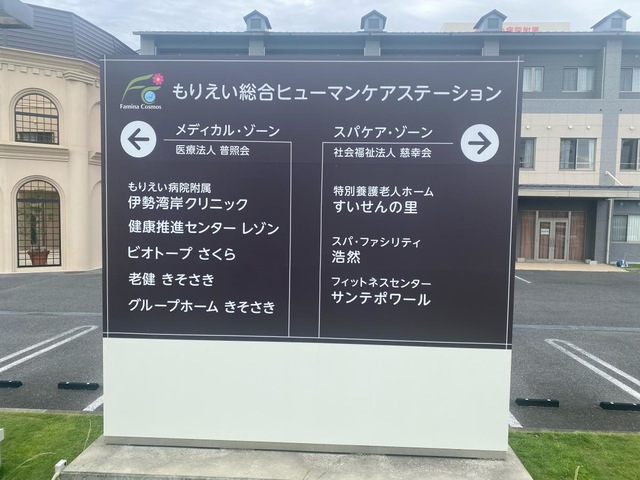 病院附属
Famina Cosmos
もりえい総合ヒューマンケアステーション
メディカル・ゾーン
医療法人 普照会
もりえい病院附属
伊勢湾岸クリニック
健康推進センター レゾン
ビオトープ さくら
老健 きそさき
グループホーム きそさき
スパケア・ゾーン
社会福祉法人 慈幸会
特別養護老人ホーム
すいせんの里
スパ・ファシリティ
浩然
フィットネスセンター
サンテポワール